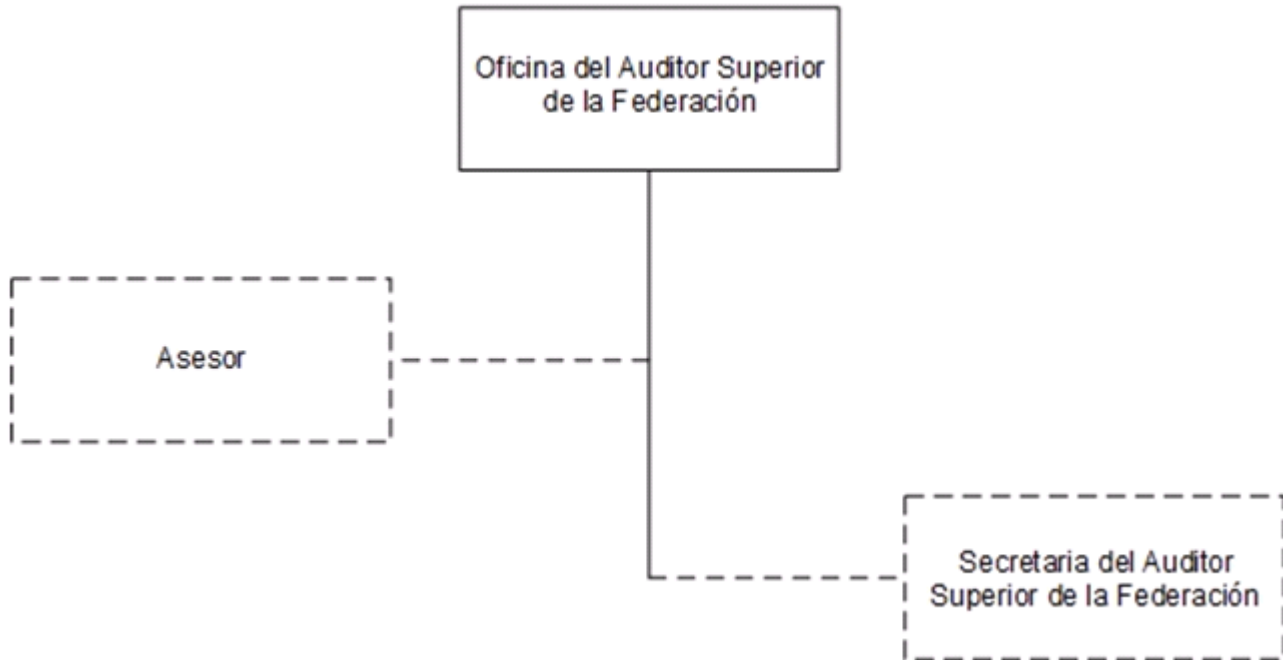 Oficina del Auditor Superior
de la Federación
Asesor
Secretaria del Auditor
Superior de la Federación